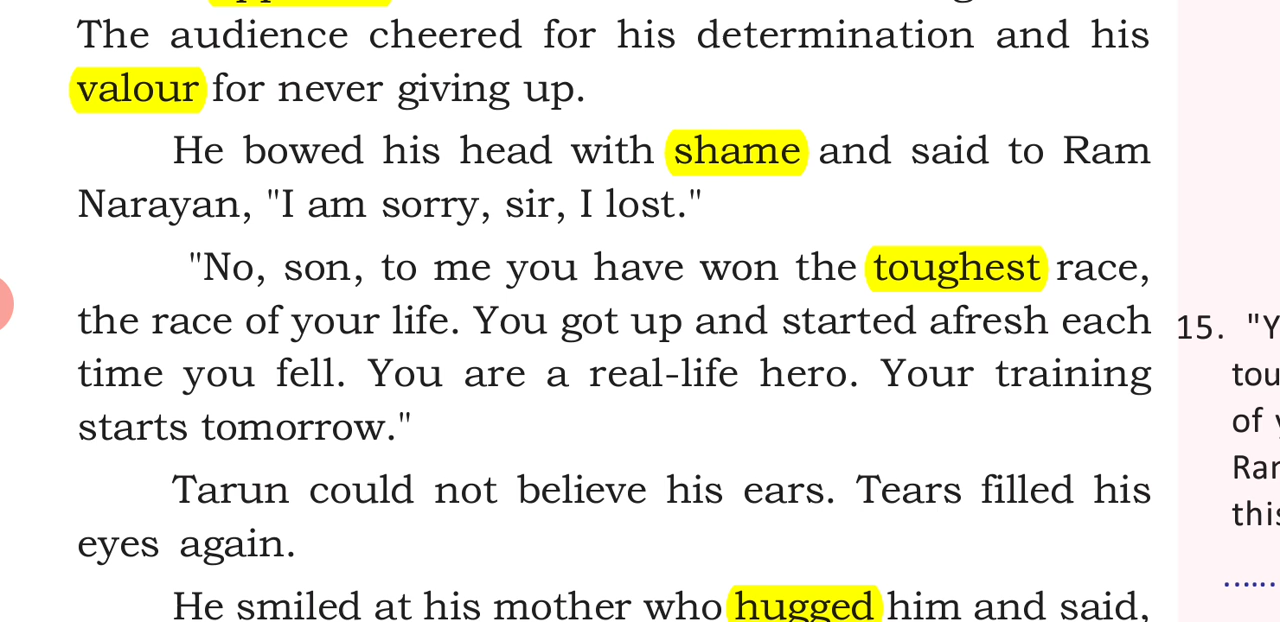 The audience cheered for his determination and his
valour for never giving up.
He bowed his head with shame and said to Ram
Narayan, "I am sorry, sir, I lost."
"No, son, to me you have won the toughest race,
the race of your life. You got up and started afresh each
time you fell. You are a real-life hero. Your training
starts tomorrow."
Tarun could not believe his ears. Tears filled his
eyes again.
He smiled at his mother who hugged him and said,
15. "Y
tou
of
Ra
this
......